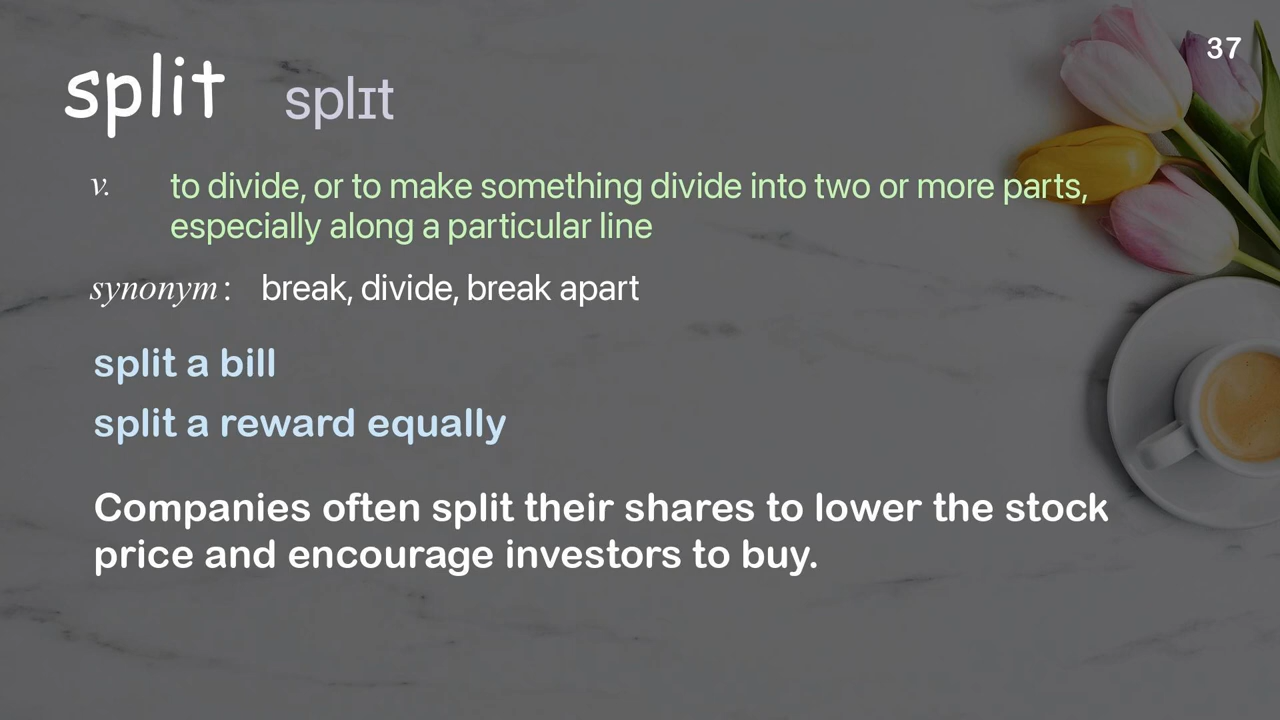 37
split splɪt
v. to divide, or to make something divide into two or more parts,
especially along a particular line
synonym: break, divide, break apart
split a bill
split a reward equally
Companies often split their shares to lower the stock
price and encourage investors to buy.